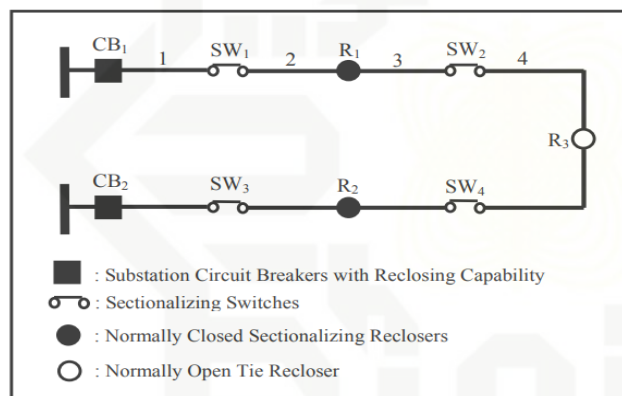 CB1 1 SW1 2 R1 3 SW2 4
R3
CB2 SW3 R2 SW4
: Substation Circuit Breakers with Reclosing Capability
: Sectionalizing Switches
: Normally Closed Sectionalizing Reclosers
: Normally Open Tie Recloser